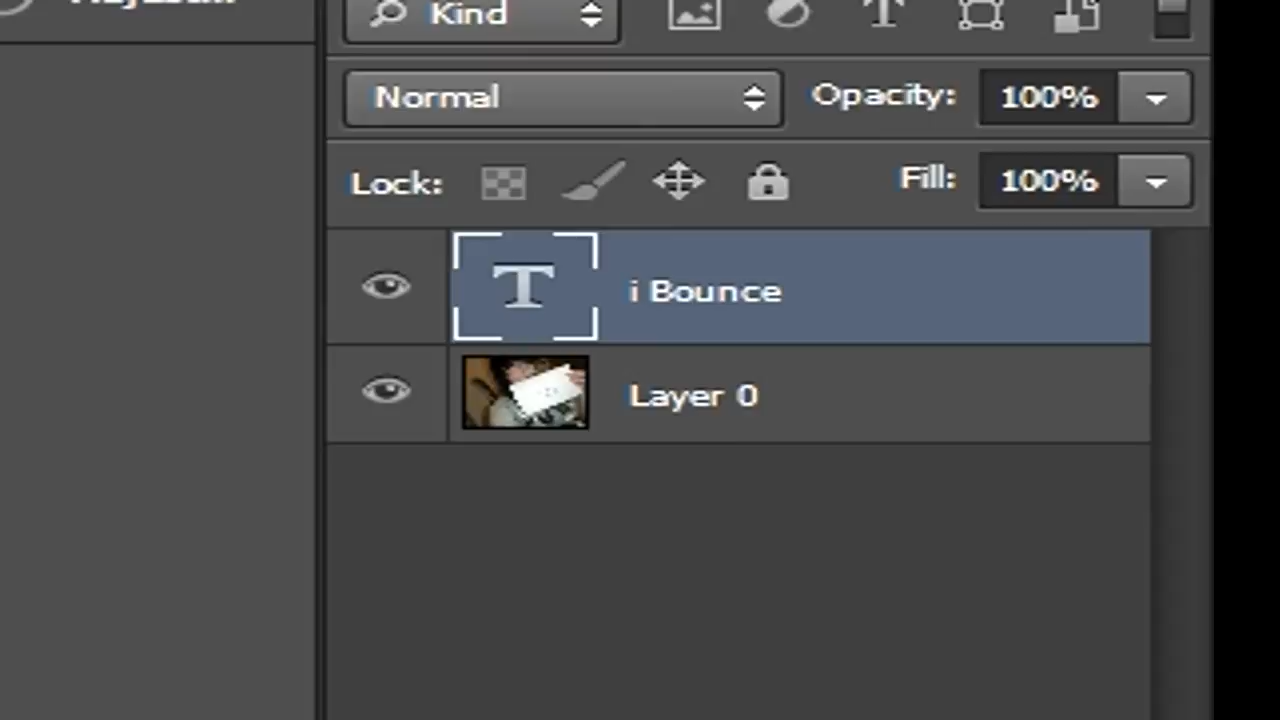 Kind
Normal
Opacity: 100%
Lock:
Fill: 100%
T
i Bounce
Layer 0